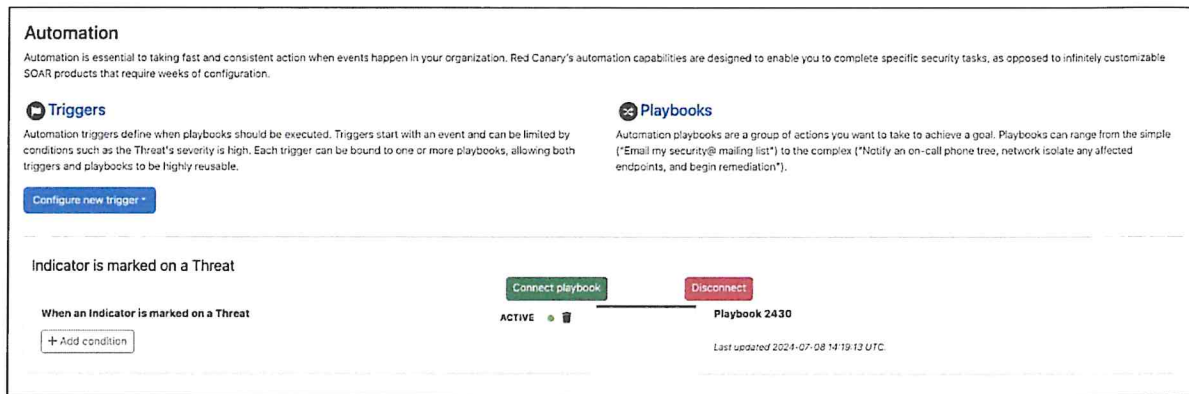 Automation
Automation is essential to taking fast and consistent action when events happen in your organization. Red Canary's automation capabilities are designed to enable you to complete specific security tasks, as opposed to infinitely customizable
SOAR products that require weeks of configuration.
Triggers
Automation triggers define when playbooks should be executed. Triggers start with an event and can be limited by
conditions such as the Threat's severity is high. Each trigger can be bound to one or more playbooks, allowing both
triggers and playbooks to be highly reusable.
Configure new trigger
Playbooks
Automation playbooks are a group of actions you want to take to achieve a goal. Playbooks can range from the simple
("Email my security@ mailing list") to the complex ("Notify an on-call phone tree, network isolate any affected
endpoints, and begin remediation").
Indicator is marked on a Threat
Connect playbook
Disconnect
When an Indicator is marked on a Threat
ACTIVE
Playbook 2430
+ Add condition
Last updated 2024-07-08 14:19:13 UTC.